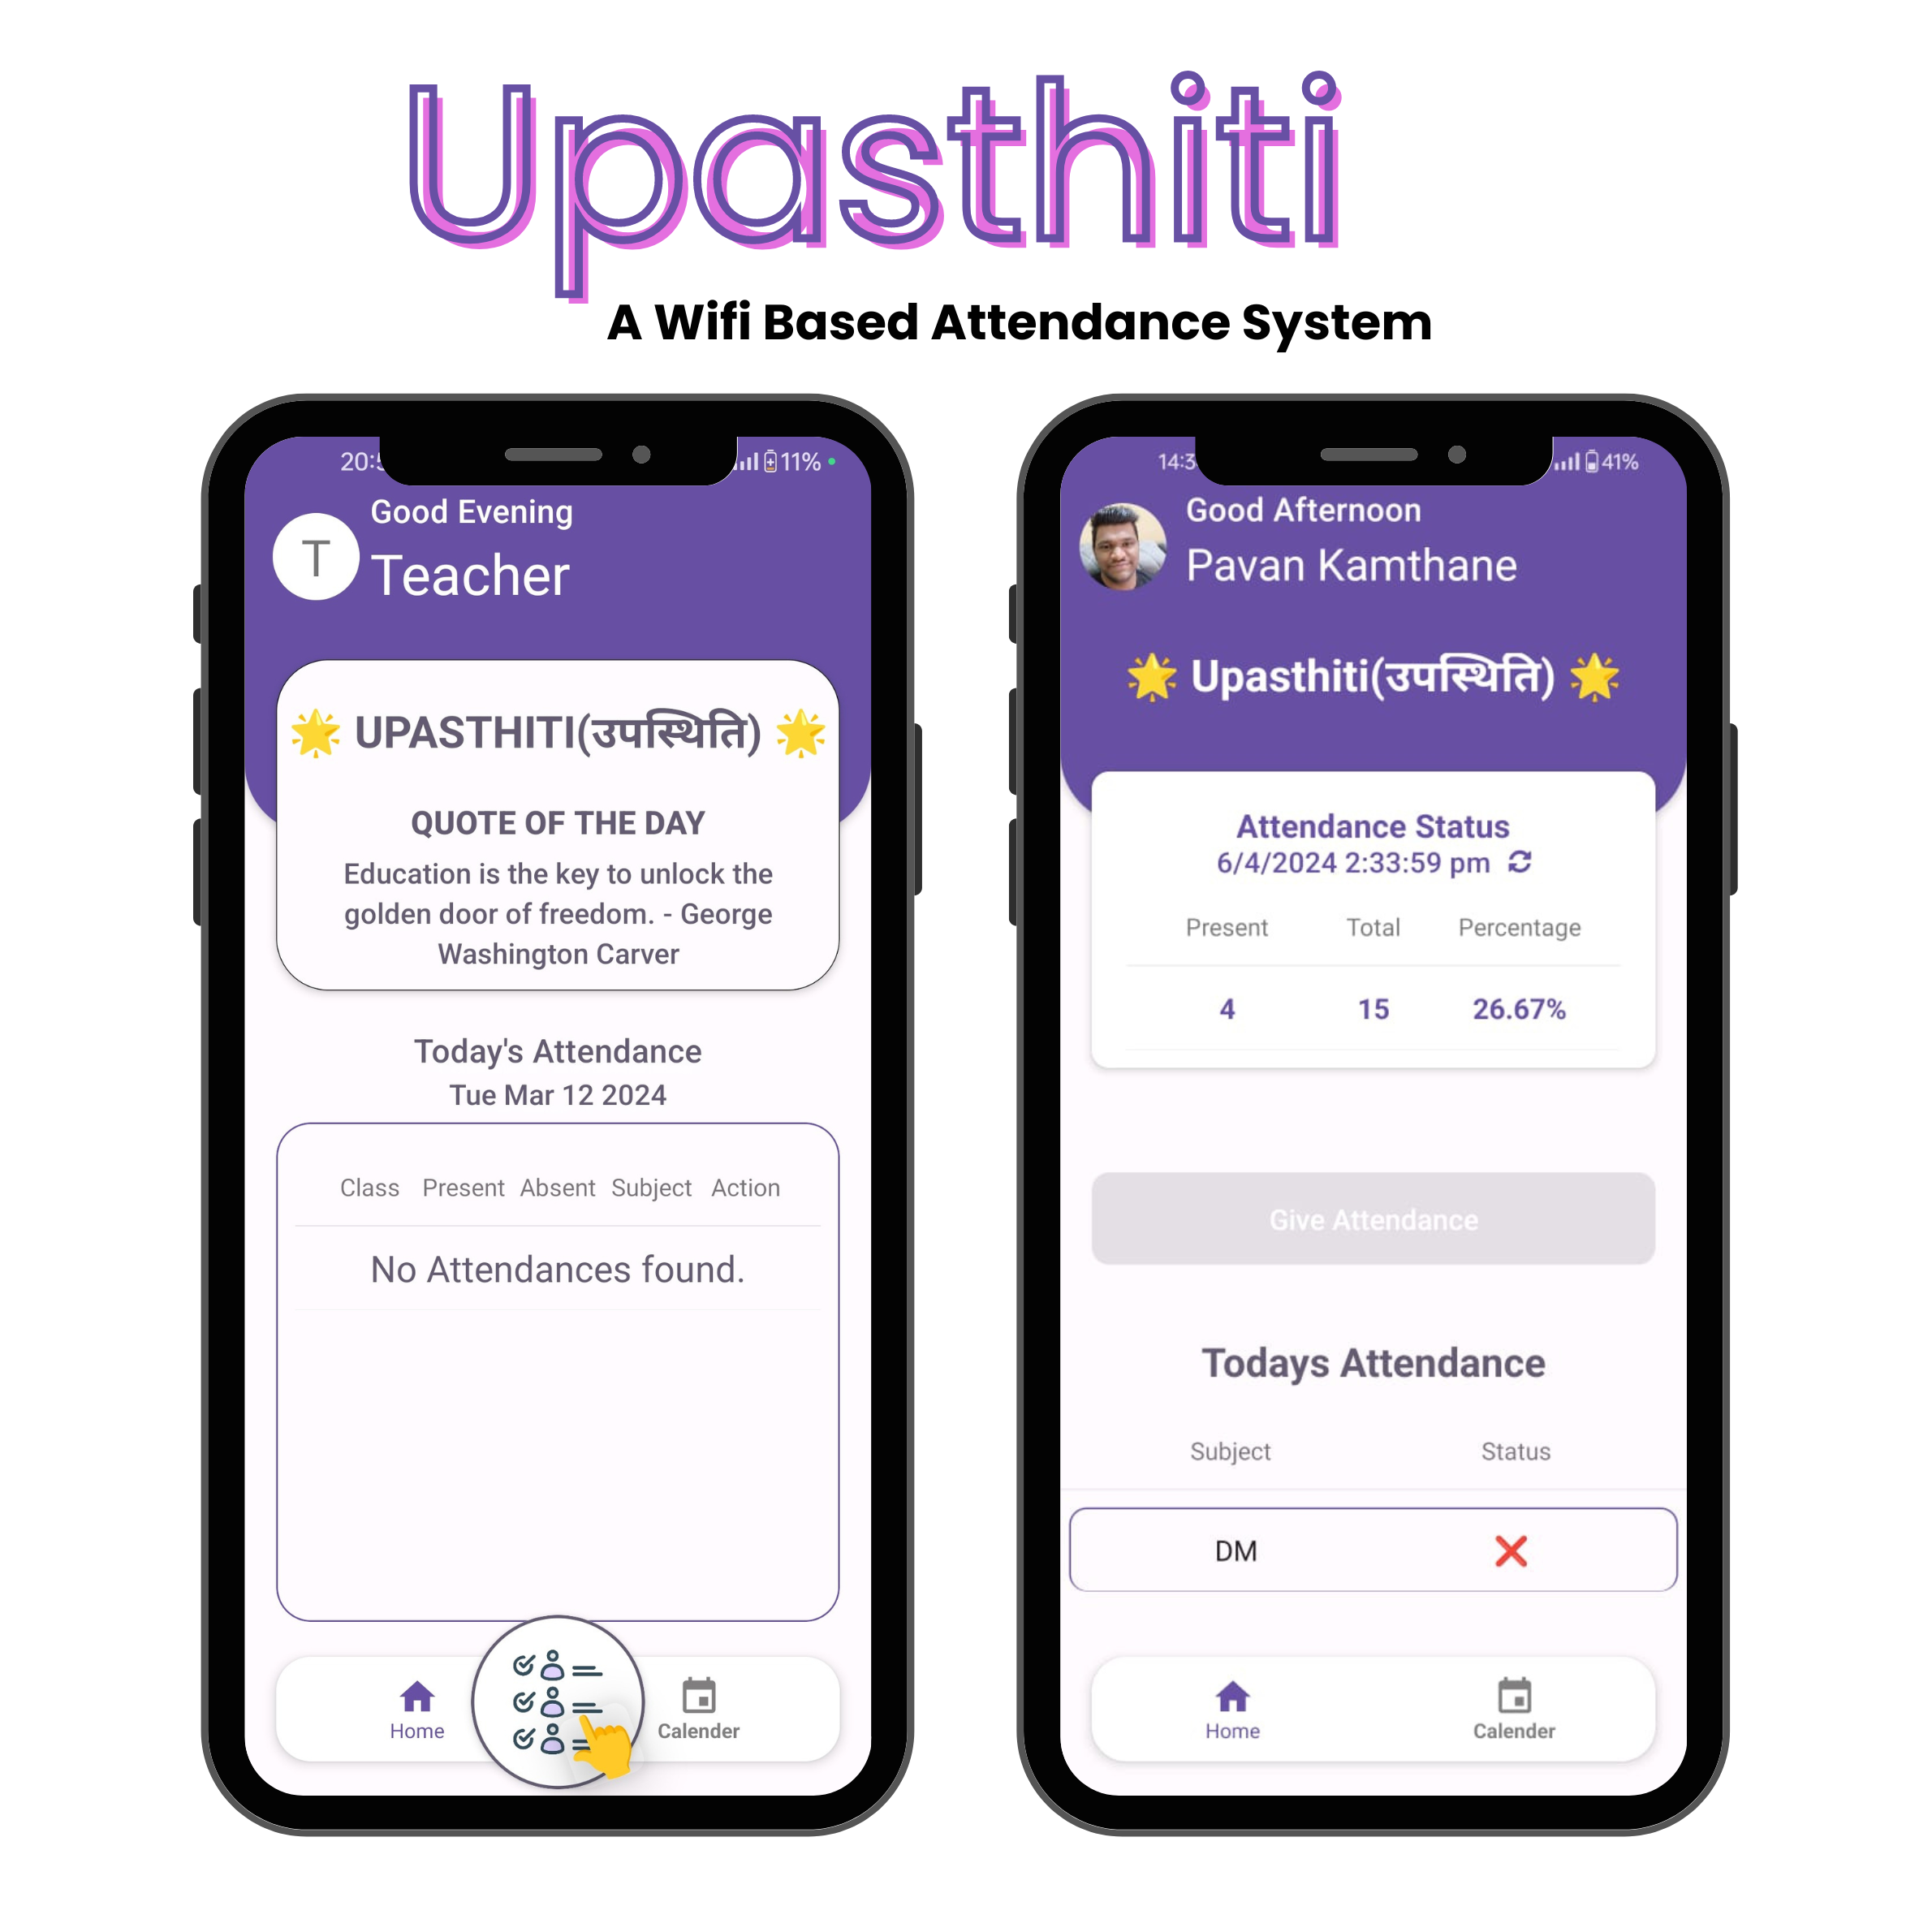 Upasthiti
A Wifi Based Attendance System
11%
Good Evening
T
Teacher
UPASTHITI(उपस्थिति)
QUOTE OF THE DAY
Education is the key to unlock the
golden door of freedom. - George
Washington Carver
Today's Attendance
Tue Mar 12 2024
Class Present Absent Subject Action
No Attendances found.
Home Calender
41%
Good Afternoon
Pavan Kamthane
Upasthiti(उपस्थिति)
Attendance Status
6/4/2024 2:33:59 pm
Present Total Percentage
4 15 26.67%
Give Attendance
Todays Attendance
Subject Status
DM
Home Calender